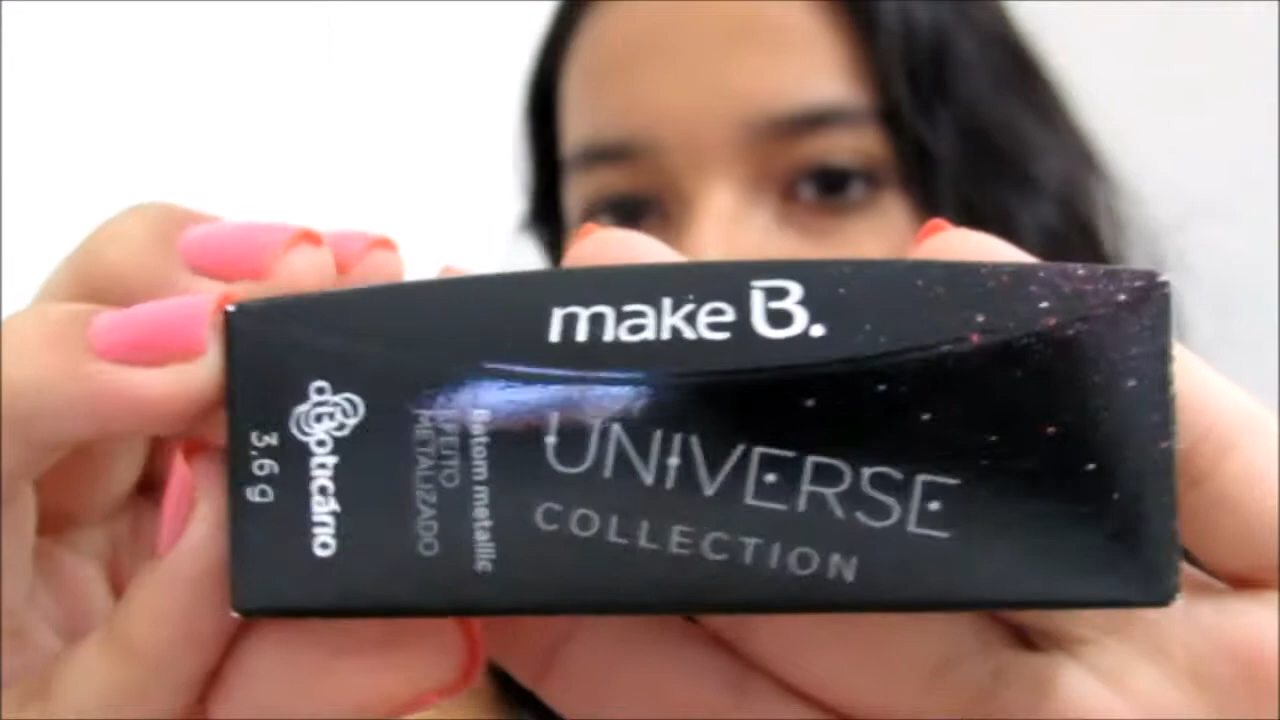 make B.
UNIVERSE
COLLECTION
Batom metallic
EFEITO
METALIZADO
oBoticário
3,6 g